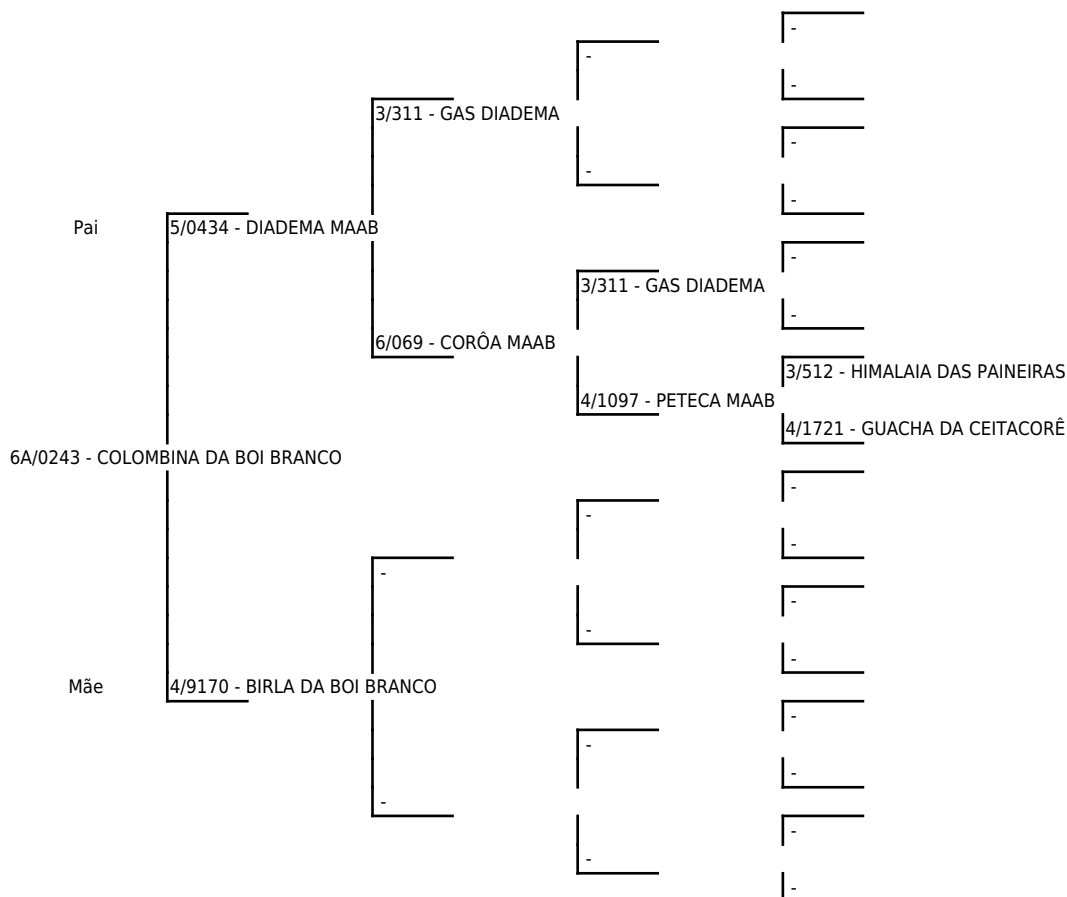 -
-
-
3/311 - GAS DIADEMA
-
-
-
Pai
5/0434 - DIADEMA MAAB
-
3/311 - GAS DIADEMA
-
6/069 - CORÔA MAAB
3/512 - HIMALAIA DAS PAINEIRAS
4/1097 - PETECA MAAB
4/1721 - GUACHA DA CEITACORÊ
6A/0243 - COLOMBINA DA BOI BRANCO
-
-
-
-
-
-
-
Mãe
4/9170 - BIRLA DA BOI BRANCO
-
-
-
-
-
-
-